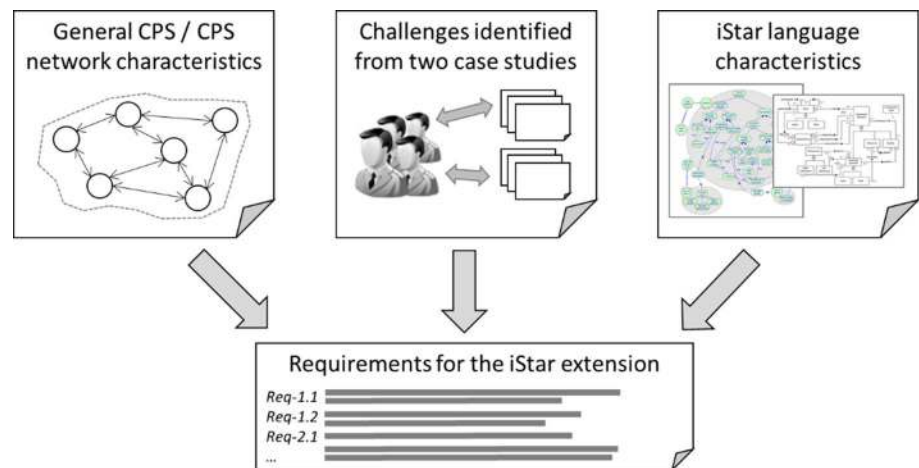 General CPS / CPS
network characteristics
Challenges identified
from two case studies
iStar language
characteristics
Requirements for the iStar extension
Req-1.1
Req-1.2
Req-2.1
...